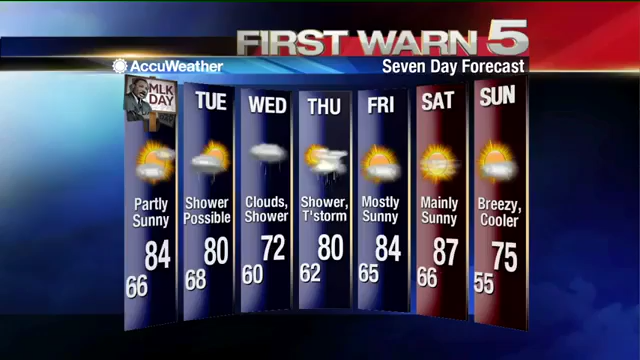 FIRST WARN 5
AccuWeather
Seven Day Forecast
MLK
DAY
TUE
WED
THU
FRI
SAT
SUN
Partly
Sunny
84
66
Shower
Possible
80
68
Clouds,
Shower
72
60
Shower,
T'storm
80
62
Mostly
Sunny
84
65
Mainly
Sunny
87
66
Breezy,
Cooler
75
55